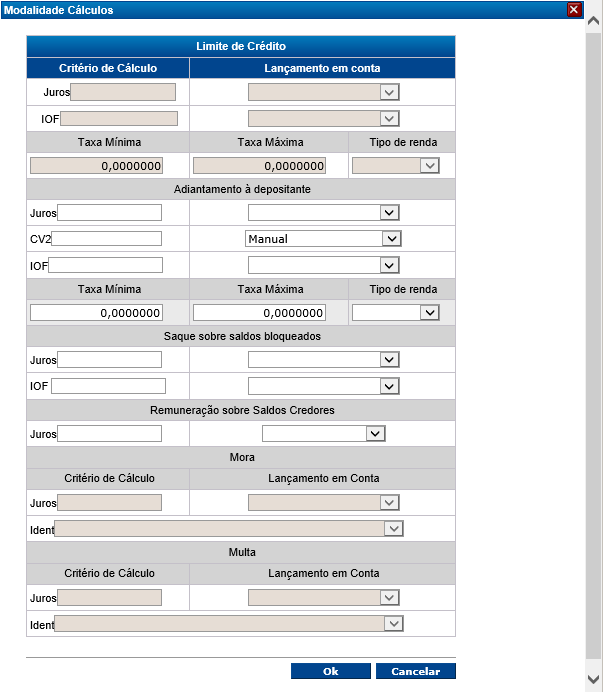 Modalidade Cálculos
Limite de Crédito
Critério de Cálculo Lançamento em conta
Juros
IOF
Taxa Mínima Taxa Máxima Tipo de renda
0,0000000 0,0000000
Adiantamento à depositante
Juros
CV2 Manual
IOF
Taxa Mínima Taxa Máxima Tipo de renda
0,0000000 0,0000000
Saque sobre saldos bloqueados
Juros
IOF
Remuneração sobre Saldos Credores
Juros
Mora
Critério de Cálculo Lançamento em Conta
Juros
Ident
Multa
Critério de Cálculo Lançamento em Conta
Juros
Ident
Ok Cancelar